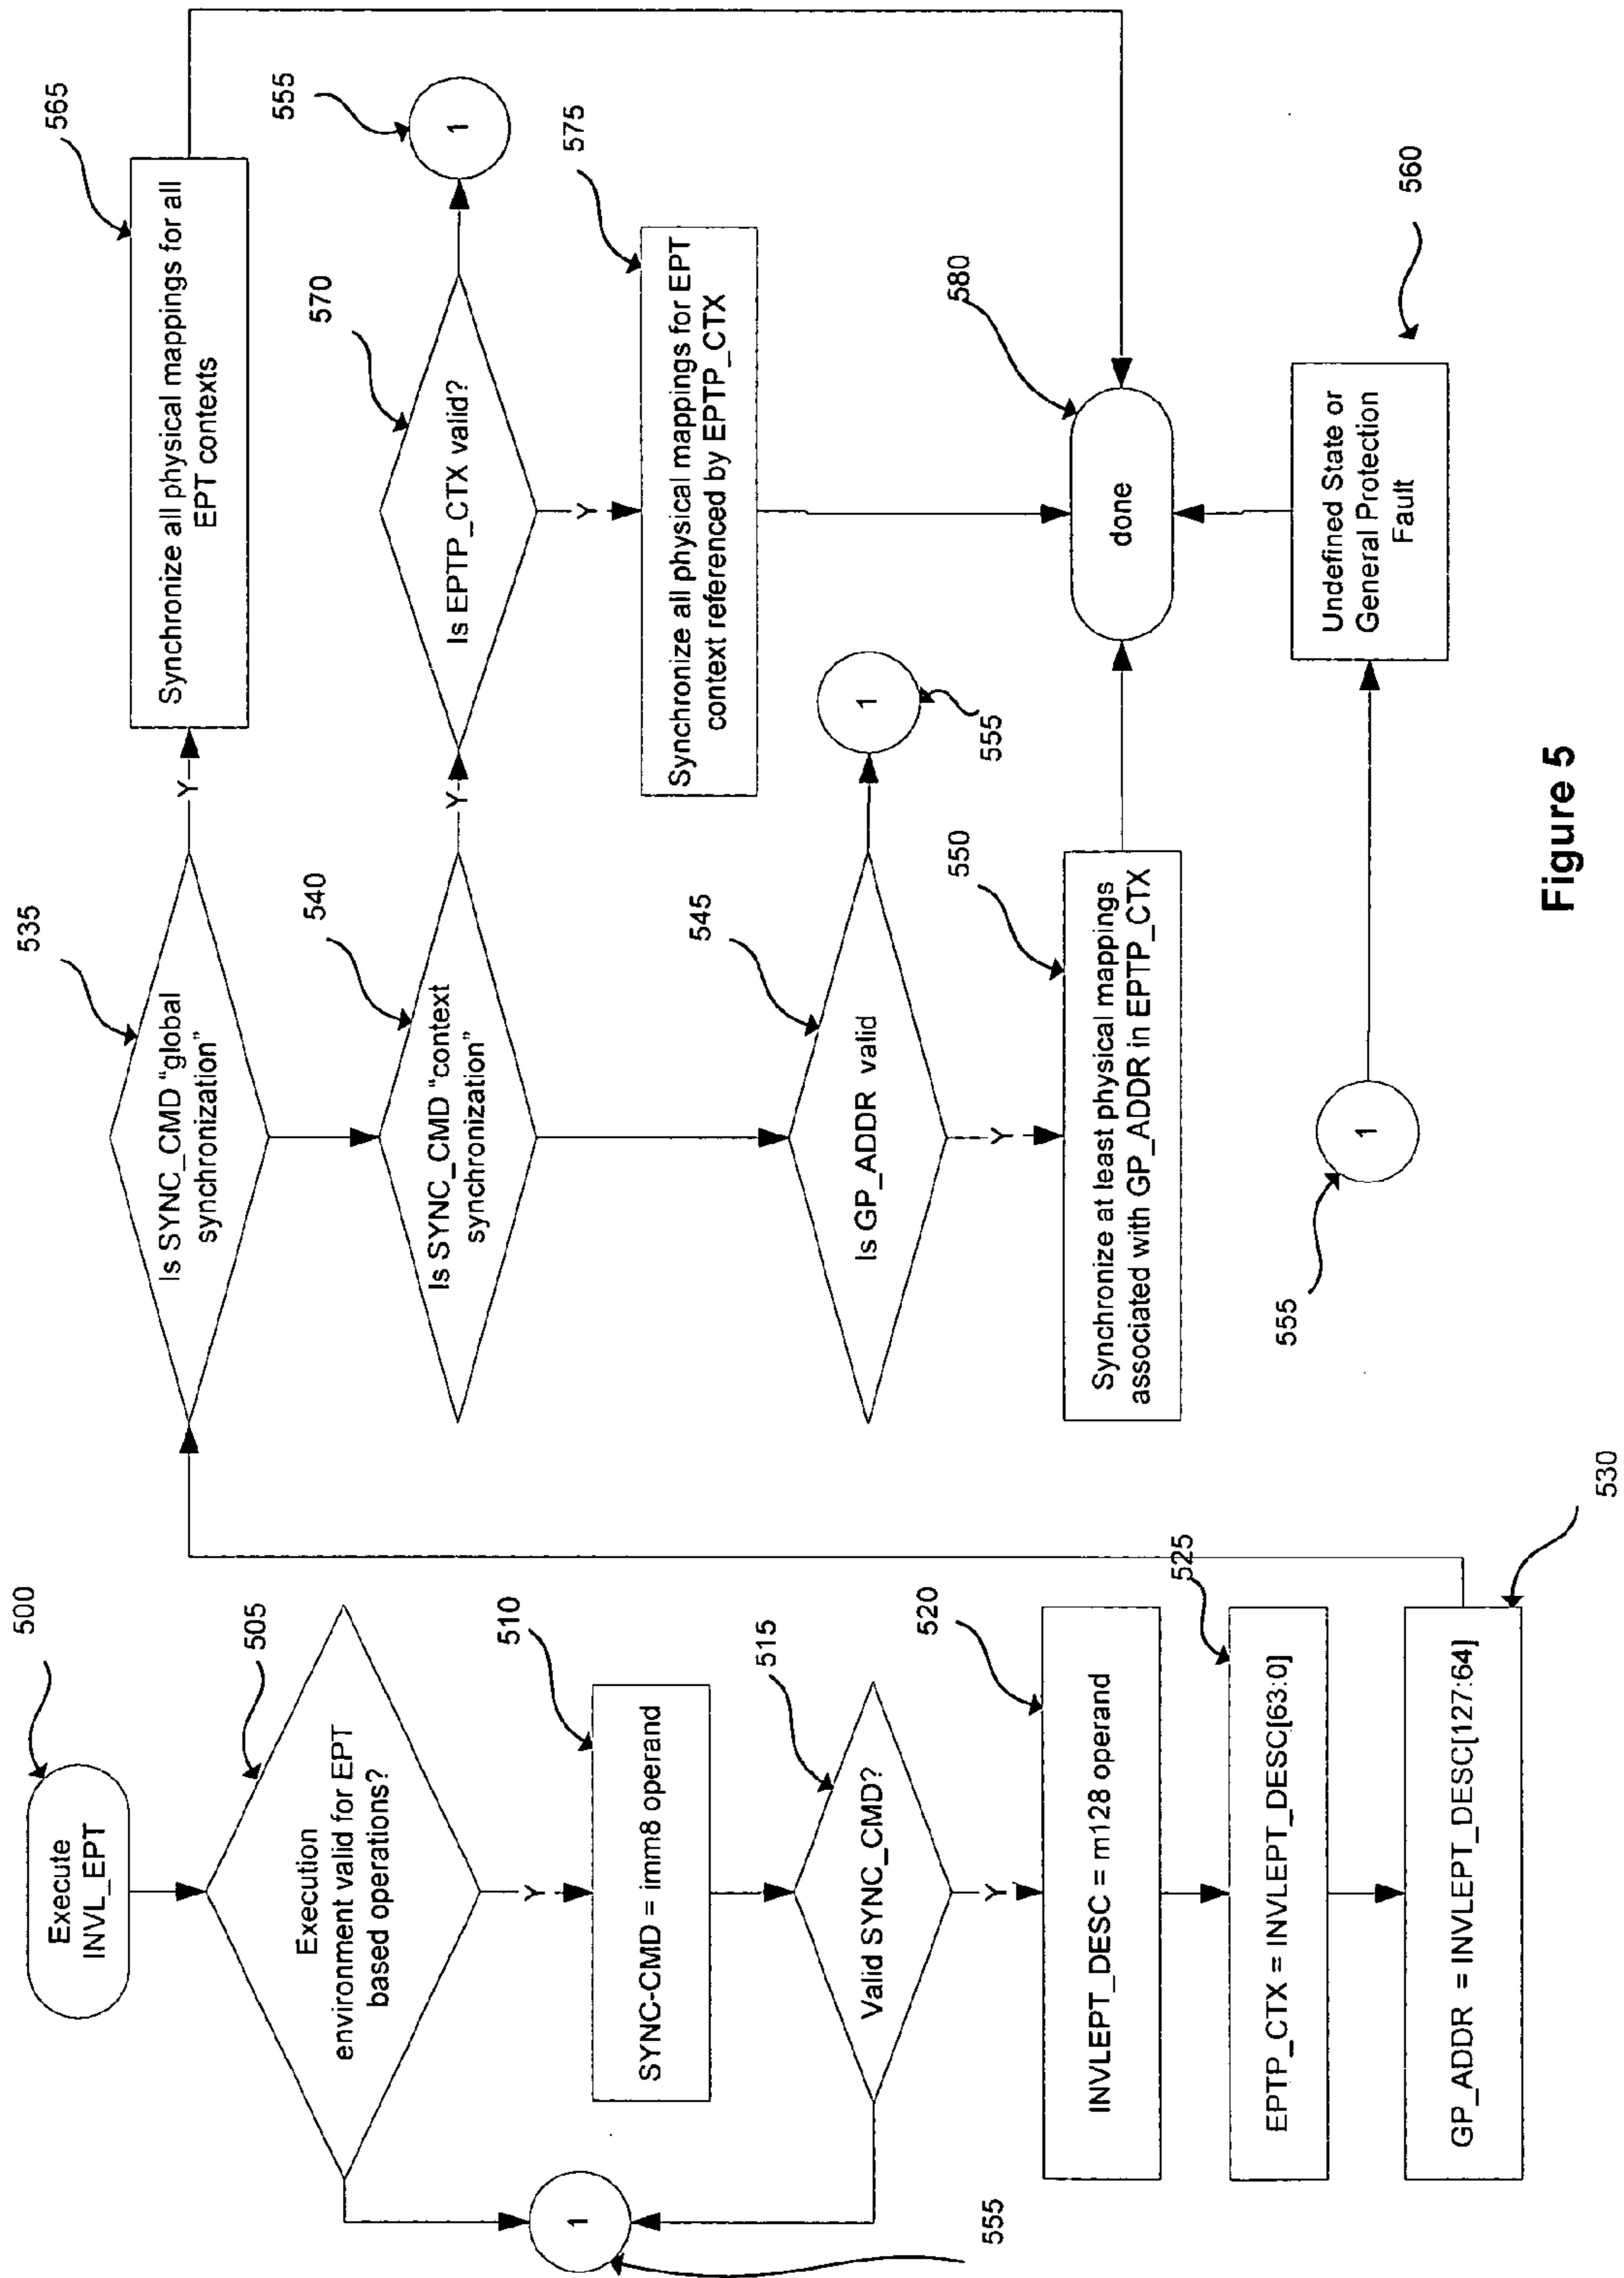 500
Execute
INVL_EPT
505
Execution
environment valid for EPT
based operations?
Y
510
SYNC-CMD = imm8 operand
515
Valid SYNC_CMD?
Y
520
INVLEPT_DESC = m128 operand
525
EPTP_CTX = INVLEPT_DESC[63:0]
530
GP_ADDR = INVLEPT_DESC[127:64]
1
555
535
Is SYNC_CMD “global
synchronization”
Y
565
Synchronize all physical mappings for all
EPT contexts
540
Is SYNC_CMD “context
synchronization”
Y
570
Is EPTP_CTX valid?
1
555
Y
575
Synchronize all physical mappings for EPT
context referenced by EPTP_CTX
545
Is GP_ADDR valid
1
555
Y
550
Synchronize at least physical mappings
associated with GP_ADDR in EPTP_CTX
580
done
555
1
560
Undefined State or
General Protection
Fault
Figure 5